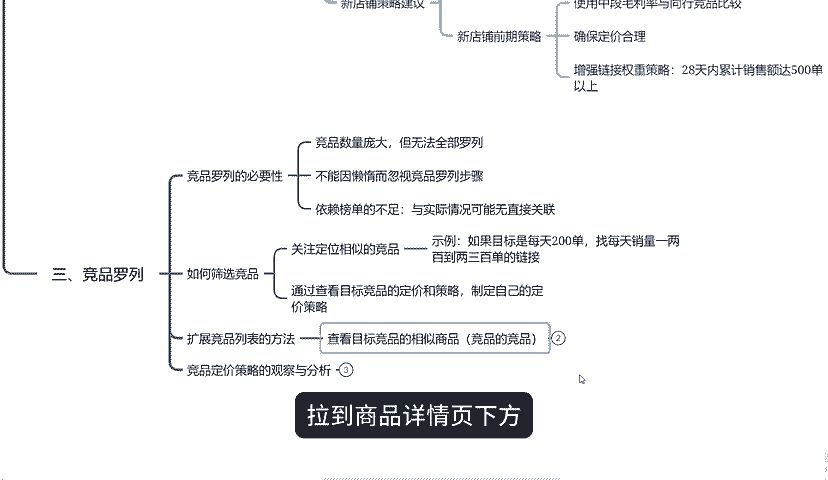 新店铺策略建议
使用中段毛利率与同行竞品比较
新店铺前期策略
确保定价合理
增强链接权重策略：28天内累计销售额达500单
以上
竞品数量庞大，但无法全部罗列
竞品罗列的必要性
不能因懒惰而忽视竞品罗列步骤
依赖榜单的不足：与实际情况可能无直接关联
关注定位相似的竞品
示例：如果目标是每天200单，找每天销量一两
百到两三百单的链接
三、竞品罗列
如何筛选竞品
通过查看目标竞品的定价和策略，制定自己的定
价策略
扩展竞品列表的方法
查看目标竞品的相似商品（竞品的竞品）
2
竞品定价策略的观察与分析
3
拉到商品详情页下方